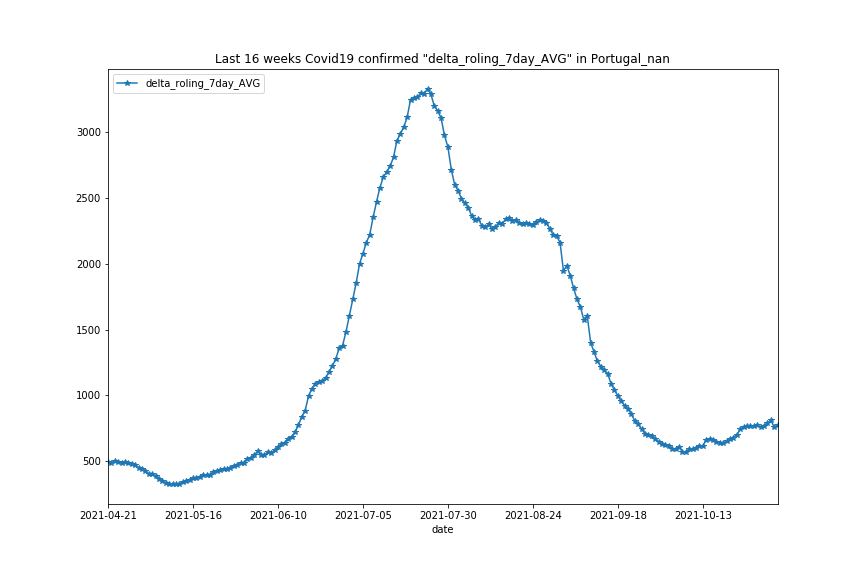 Last 16 weeks Covid19 confirmed "delta_roling_7day_AVG" in Portugal_nan
delta_roling_7day_AVG
3000
2500
2000
1500
1000
500
2021-04-21 2021-05-16 2021-06-10 2021-07-05 2021-07-30 2021-08-24 2021-09-18 2021-10-13
date